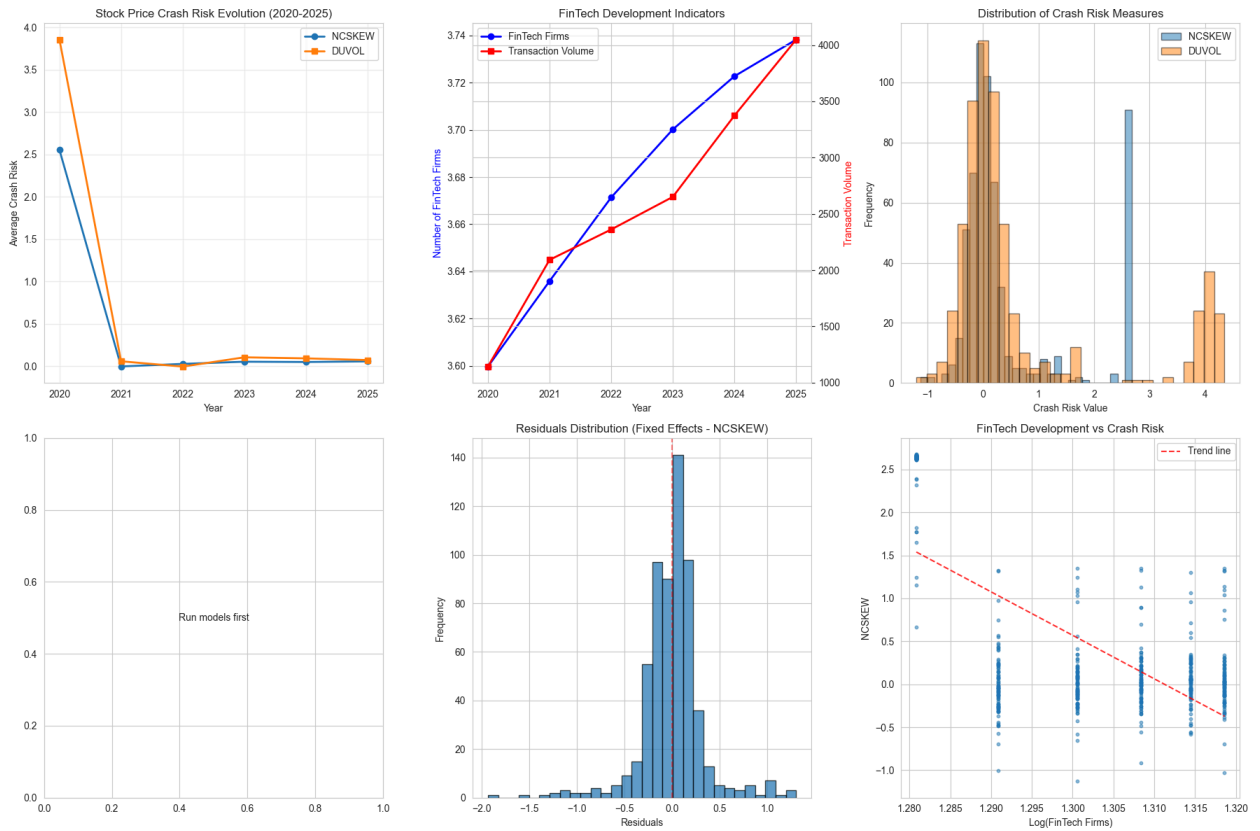 Stock Price Crash Risk Evolution (2020-2025)
4.0
3.5
3.0
2.5
2.0
1.5
1.0
0.5
0.0
Average Crash Risk
NCSKEW
DUVOL
2020 2021 2022 2023 2024 2025
Year
FinTech Development Indicators
3.74
3.72
3.70
3.68
3.66
3.64
3.62
3.60
Number of FinTech Firms
FinTech Firms
Transaction Volume
4000
3500
3000
2500
2000
1500
1000
Transaction Volume
2020 2021 2022 2023 2024 2025
Year
Distribution of Crash Risk Measures
100
80
60
40
20
0
Frequency
NCSKEW
DUVOL
−1 0 1 2 3 4
Crash Risk Value
1.0
0.8
0.6
0.4
0.2
0.0
Run models first
0.0 0.2 0.4 0.6 0.8 1.0
Residuals Distribution (Fixed Effects - NCSKEW)
140
120
100
80
60
40
20
0
Frequency
−2.0 −1.5 −1.0 −0.5 0.0 0.5 1.0
Residuals
FinTech Development vs Crash Risk
2.5
2.0
1.5
1.0
0.5
0.0
−0.5
−1.0
NCSKEW
Trend line
1.280 1.285 1.290 1.295 1.300 1.305 1.310 1.315 1.320
Log(FinTech Firms)